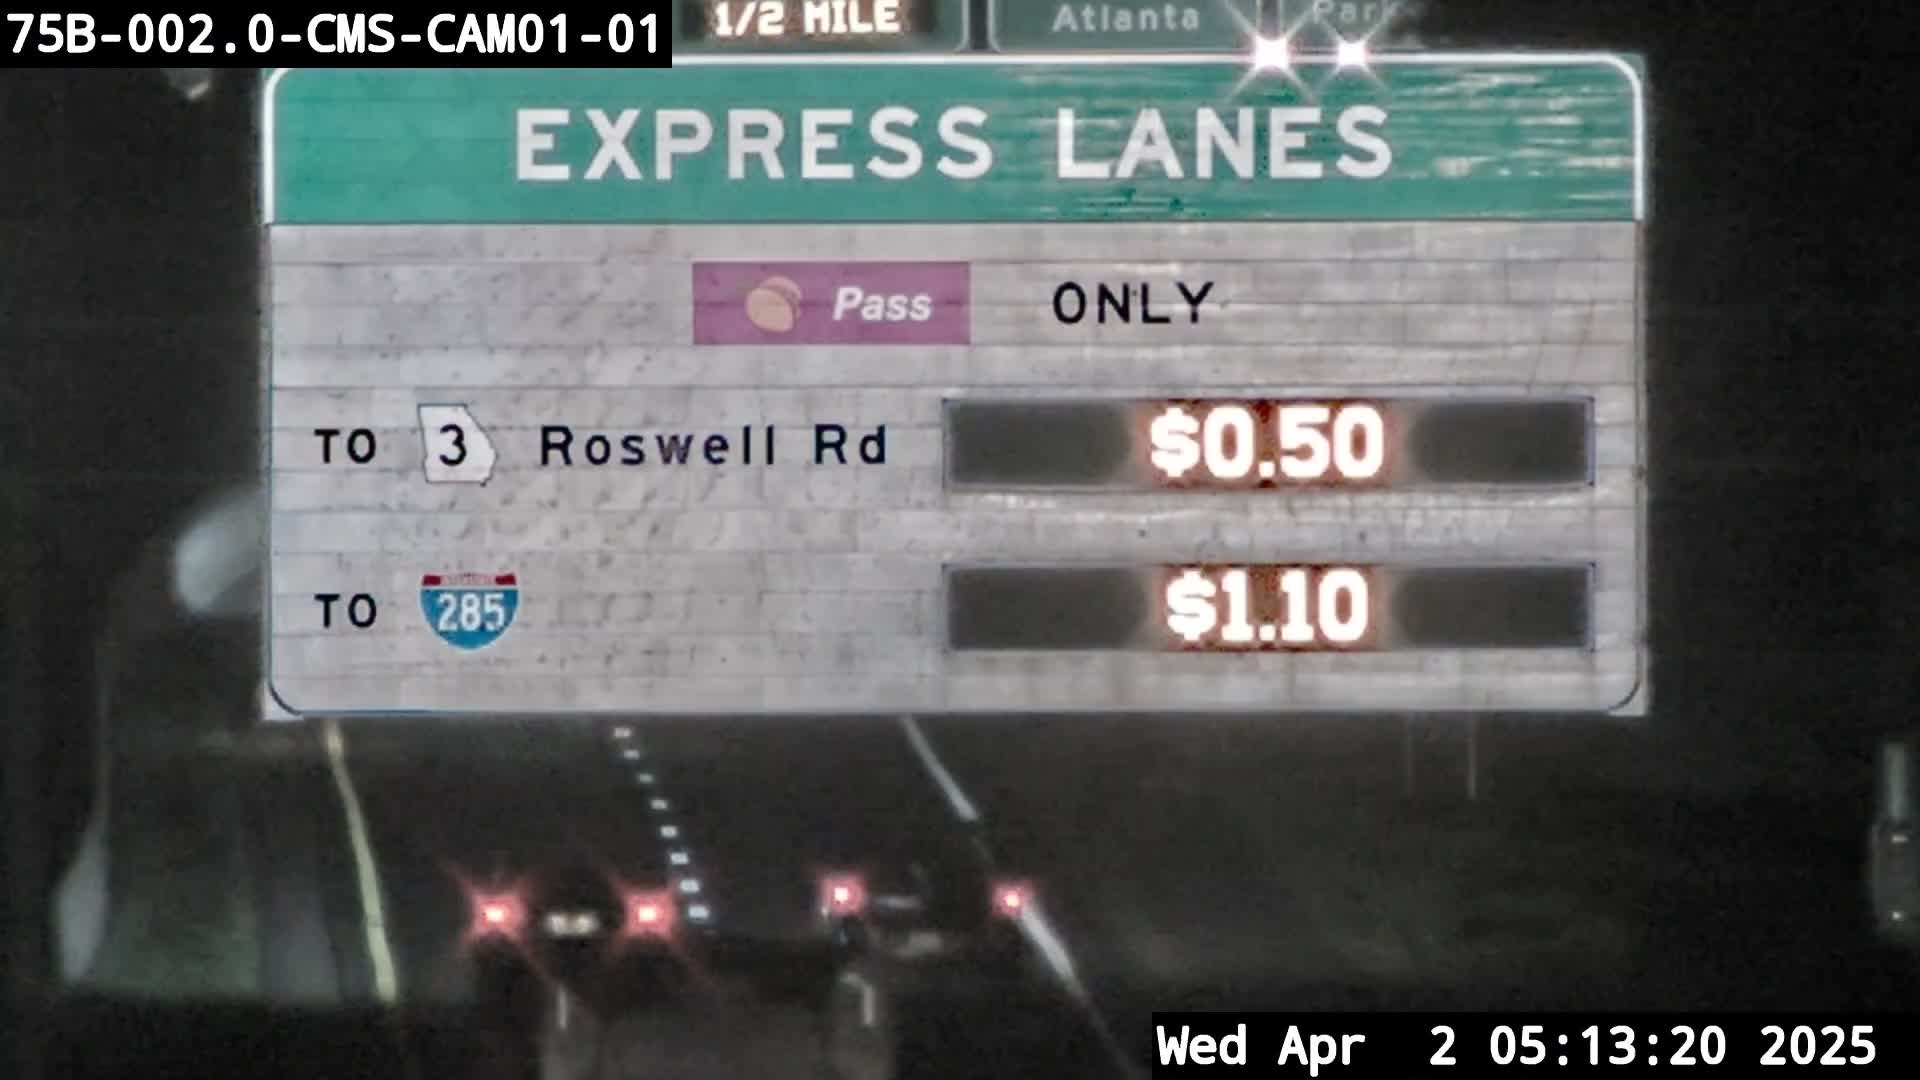 75B-002.0-CMS-CAM01-01
1/2 MILE
Atlanta
Park
EXPRESS LANES
Pass ONLY
TO 3 Roswell Rd $0.50
TO 285 $1.10
Wed Apr 2 05:13:20 2025